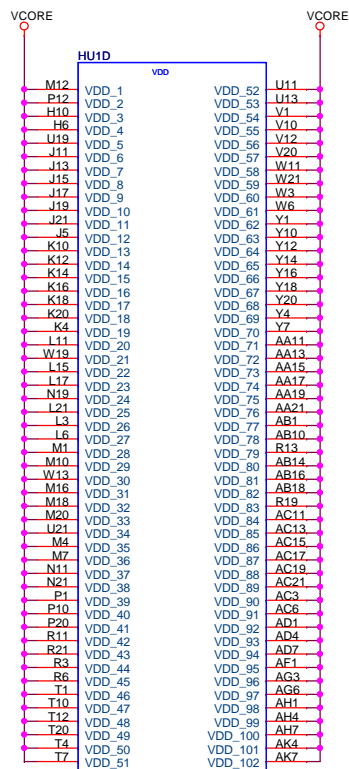 VCORE VCORE
HU1D
VDD
M12 VDD_1 VDD_52 U11
P12 VDD_2 VDD_53 U13
H10 VDD_3 VDD_54 V1
H6 VDD_4 VDD_55 V10
U19 VDD_5 VDD_56 V12
J11 VDD_6 VDD_57 V20
J13 VDD_7 VDD_58 W11
J15 VDD_8 VDD_59 W21
J17 VDD_9 VDD_60 W3
J19 VDD_10 VDD_61 W6
J21 VDD_11 VDD_62 Y1
J5 VDD_12 VDD_63 Y10
K10 VDD_13 VDD_64 Y12
K12 VDD_14 VDD_65 Y14
K14 VDD_15 VDD_66 Y16
K16 VDD_16 VDD_67 Y18
K18 VDD_17 VDD_68 Y20
K20 VDD_18 VDD_69 Y4
K4 VDD_19 VDD_70 Y7
L11 VDD_20 VDD_71 AA11
W19 VDD_21 VDD_72 AA13
L15 VDD_22 VDD_73 AA15
L17 VDD_23 VDD_74 AA17
N19 VDD_24 VDD_75 AA19
L21 VDD_25 VDD_76 AA21
L3 VDD_26 VDD_77 AB1
L6 VDD_27 VDD_78 AB10
M1 VDD_28 VDD_79 R13
M10 VDD_29 VDD_80 AB14
W13 VDD_30 VDD_81 AB16
M16 VDD_31 VDD_82 AB18
M18 VDD_32 VDD_83 R19
M20 VDD_33 VDD_84 AC11
U21 VDD_34 VDD_85 AC13
M4 VDD_35 VDD_86 AC15
M7 VDD_36 VDD_87 AC17
N11 VDD_37 VDD_88 AC19
N21 VDD_38 VDD_89 AC21
P1 VDD_39 VDD_90 AC3
P10 VDD_40 VDD_91 AC6
P20 VDD_41 VDD_92 AD1
R11 VDD_42 VDD_93 AD4
R21 VDD_43 VDD_94 AD7
R3 VDD_44 VDD_95 AF1
R6 VDD_45 VDD_96 AG3
T1 VDD_46 VDD_97 AG6
T10 VDD_47 VDD_98 AH1
T12 VDD_48 VDD_99 AH4
T20 VDD_49 VDD_100 AH7
T4 VDD_50 VDD_101 AK4
T7 VDD_51 VDD_102 AK7